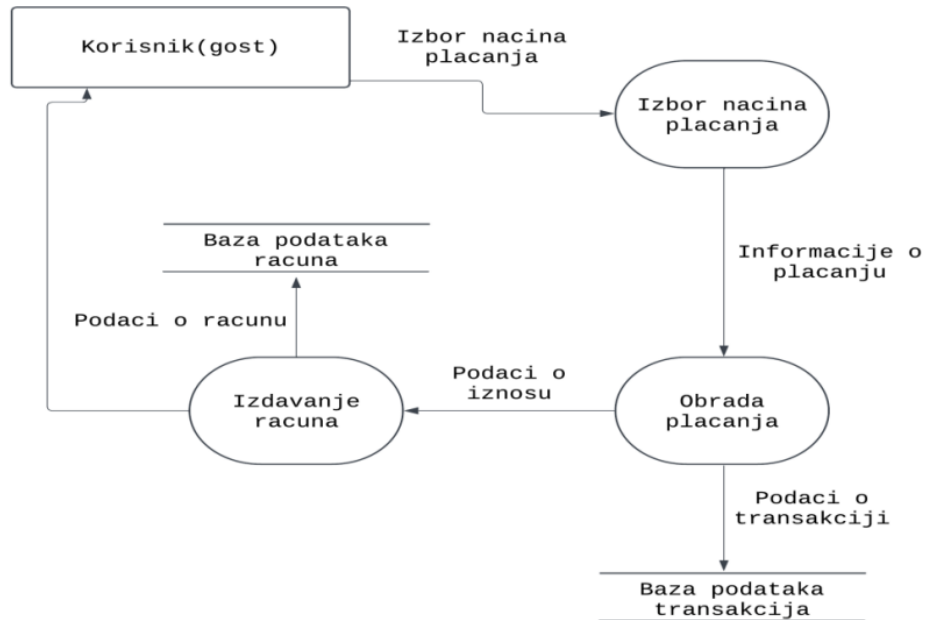 Korisnik(gost)
Izbor nacina
placanja
Izbor nacina
placanja
Informacije o
placanju
Baza podataka
racuna
Podaci o racunu
Izdavanje
racuna
Podaci o
iznosu
Obrada
placanja
Podaci o
transakciji
Baza podataka
transakcija